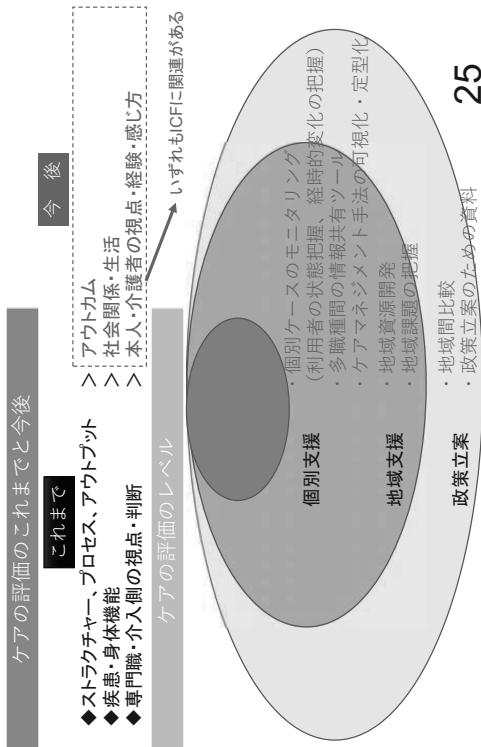 ケアの評価のこれまでと今後
これまで
今　後
◆ストラクチャー、プロセス、アウトプット ＞ アウトカム
◆疾患・身体機能 ＞ 社会関係・生活
◆専門職・介入側の視点・判断 ＞ 本人・介護者の視点・経験・感じ方
いずれもICFに関連がある
ケアの評価のレベル
個別支援
・個別ケースのモニタリング
（利用者の状態把握、経時的変化の把握）
・多職種間の情報共有ツール
・ケアマネジメント手法の可視化・定型化
地域支援
・地域資源開発
・地域課題の把握
政策立案
・地域間比較
・政策立案のための資料
25